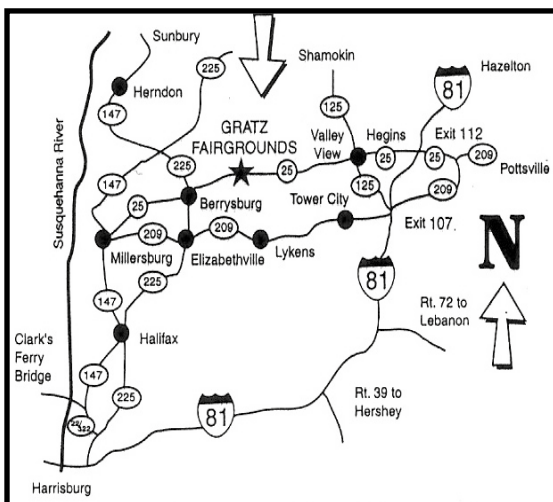 Sunbury
225
Shamokin
Hazelton
81
Herndon
147
125
GRATZ
FAIRGROUNDS
Valley
View
Hegins
Exit 112
225
25
25
209
Pottsville
147
125
209
Susquehanna River
25
Berrysburg
Tower City
Exit 107
209
209
Millersburg
Elizabethville
Lykens
N
81
147
225
Rt. 72 to
Lebanon
Halifax
Clark's
Ferry
Bridge
147
225
81
Rt. 39 to
Hershey
22/
322
Harrisburg